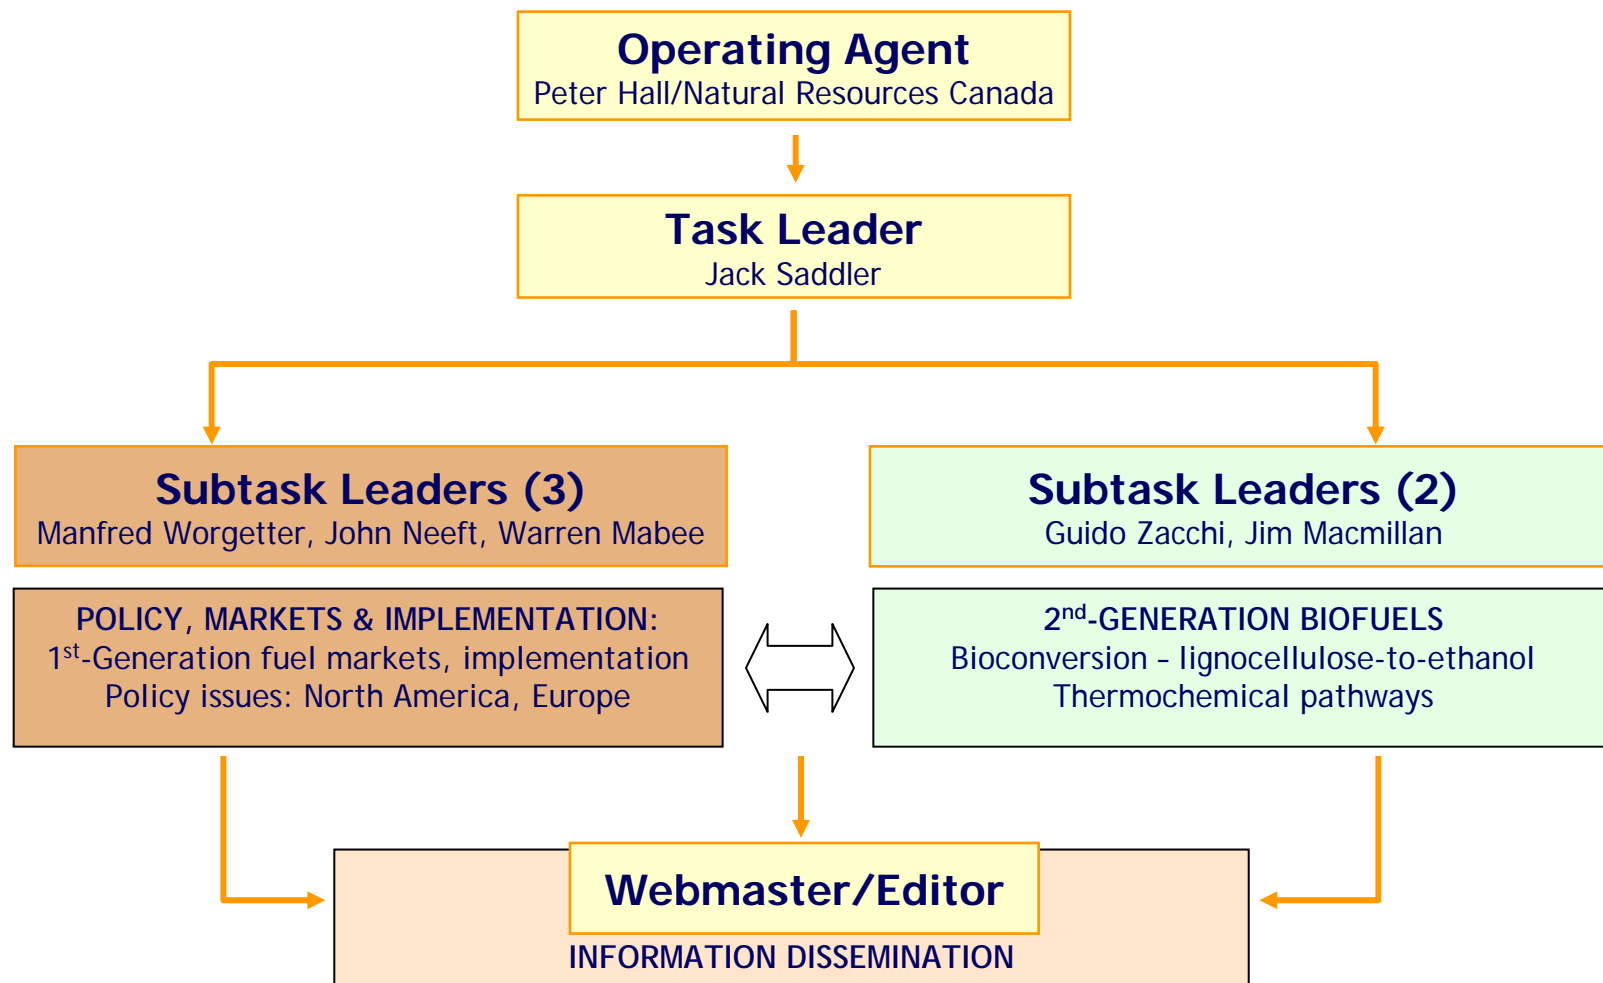 Operating Agent
Peter Hall/Natural Resources Canada
Task Leader
Jack Saddler
Subtask Leaders (3)
Manfred Worgetter, John Neeft, Warren Mabee
Subtask Leaders (2)
Guido Zacchi, Jim Macmillan
POLICY, MARKETS & IMPLEMENTATION:
1st-Generation fuel markets, implementation
Policy issues: North America, Europe
2nd-GENERATION BIOFUELS
Bioconversion – lignocellulose-to-ethanol
Thermochemical pathways
Webmaster/Editor
INFORMATION DISSEMINATION